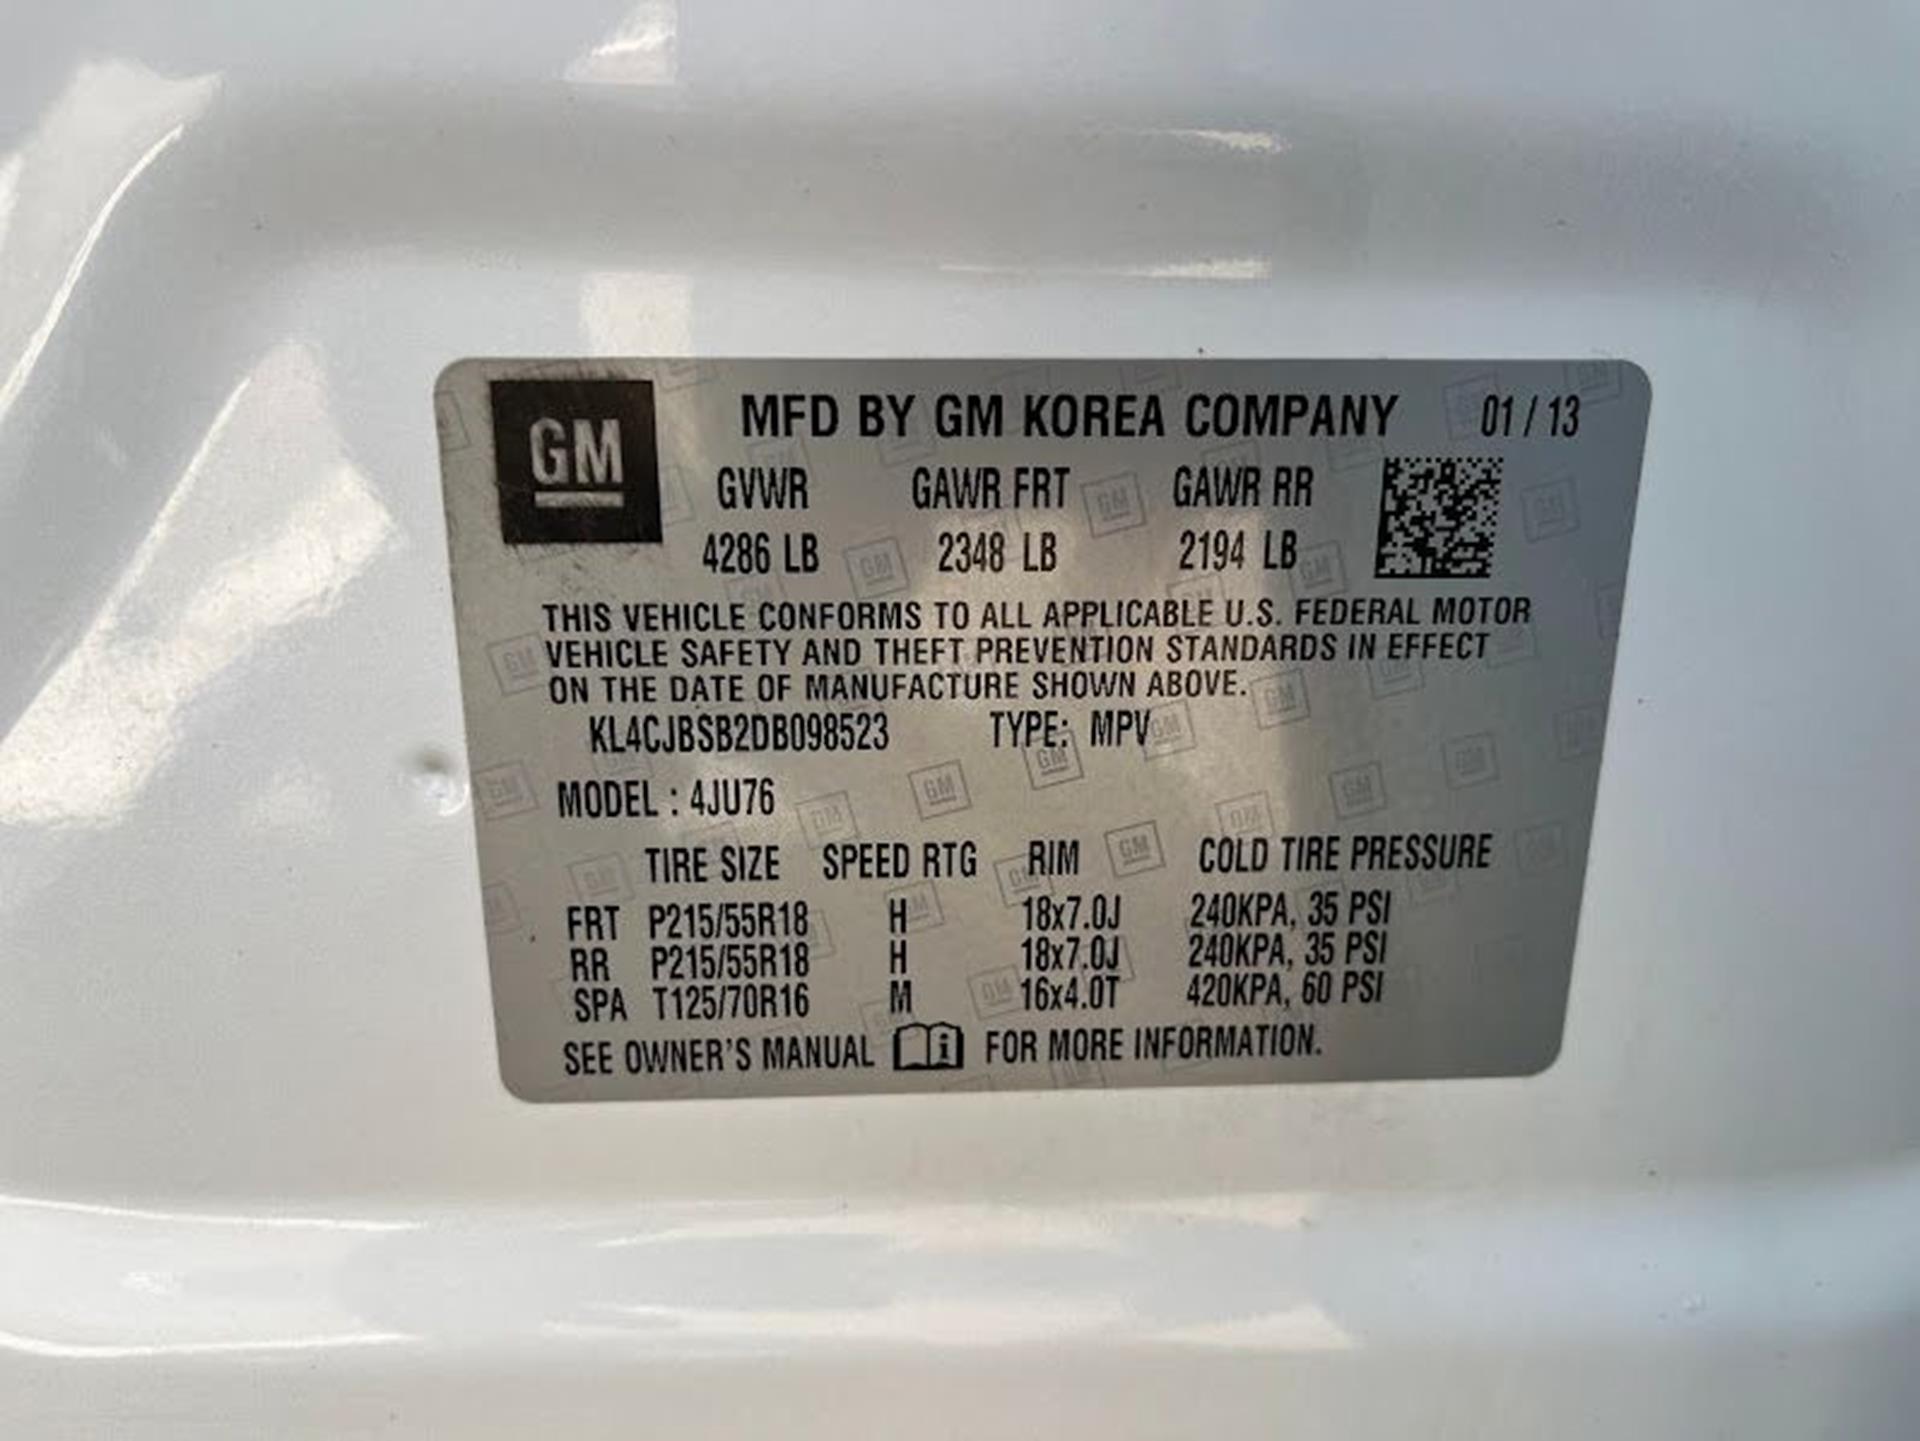 GM
MFD BY GM KOREA COMPANY 01 / 13
GVWR GAWR FRT GAWR RR
4286 LB 2348 LB 2194 LB
THIS VEHICLE CONFORMS TO ALL APPLICABLE U.S. FEDERAL MOTOR
VEHICLE SAFETY AND THEFT PREVENTION STANDARDS IN EFFECT
ON THE DATE OF MANUFACTURE SHOWN ABOVE.
KL4CJBSB2DB098523 TYPE: MPV
MODEL : 4JU76
TIRE SIZE SPEED RTG RIM COLD TIRE PRESSURE
FRT P215/55R18 H 18x7.0J 240KPA, 35 PSI
RR P215/55R18 H 18x7.0J 240KPA, 35 PSI
SPA T125/70R16 M 16x4.0T 420KPA, 60 PSI
SEE OWNER'S MANUAL i FOR MORE INFORMATION.